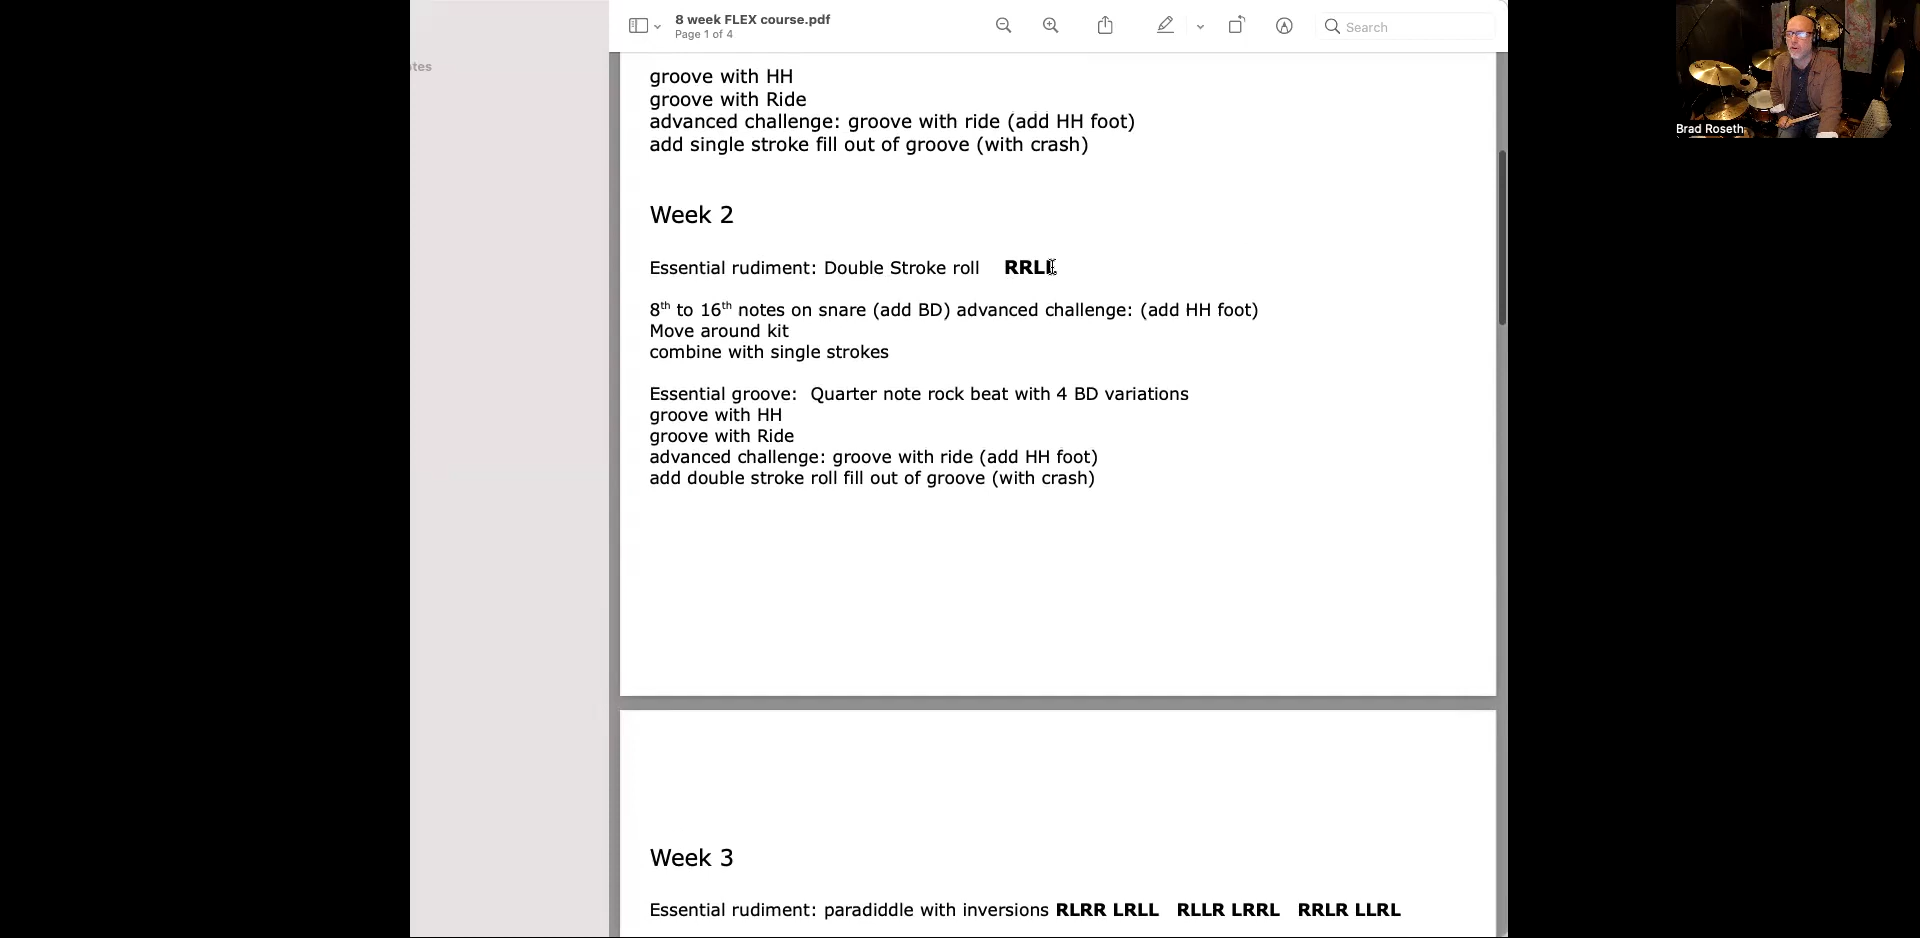 8 week FLEX course.pdf
Page 1 of 4
Search
Brad Roseth
tes
groove with HH
groove with Ride
advanced challenge: groove with ride (add HH foot)
add single stroke fill out of groove (with crash)
Week 2
Essential rudiment: Double Stroke roll RRLL
8th to 16th notes on snare (add BD) advanced challenge: (add HH foot)
Move around kit
combine with single strokes
Essential groove: Quarter note rock beat with 4 BD variations
groove with HH
groove with Ride
advanced challenge: groove with ride (add HH foot)
add double stroke roll fill out of groove (with crash)
Week 3
Essential rudiment: paradiddle with inversions RLRR LRLL RLLR LRRL RRLR LLRL